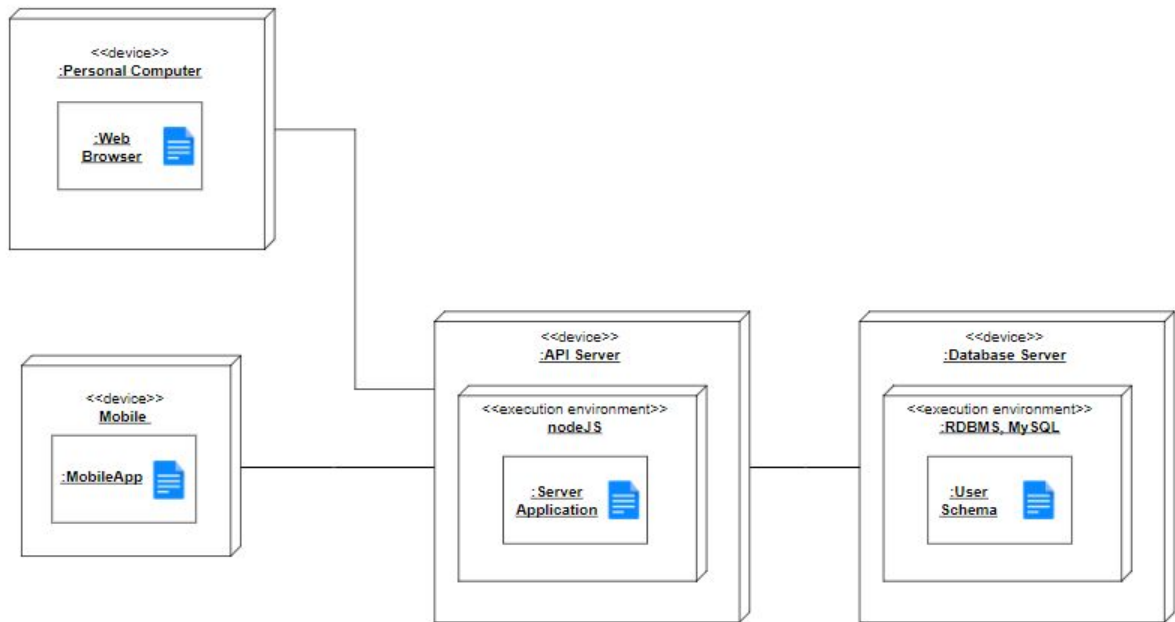 <<device>>
:Personal Computer
:Web
Browser
<<device>>
Mobile
:MobileApp
<<device>>
:API Server
<<execution environment>>
nodeJS
:Server
Application
<<device>>
:Database Server
<<execution environment>>
:RDBMS, MySQL
:User
Schema